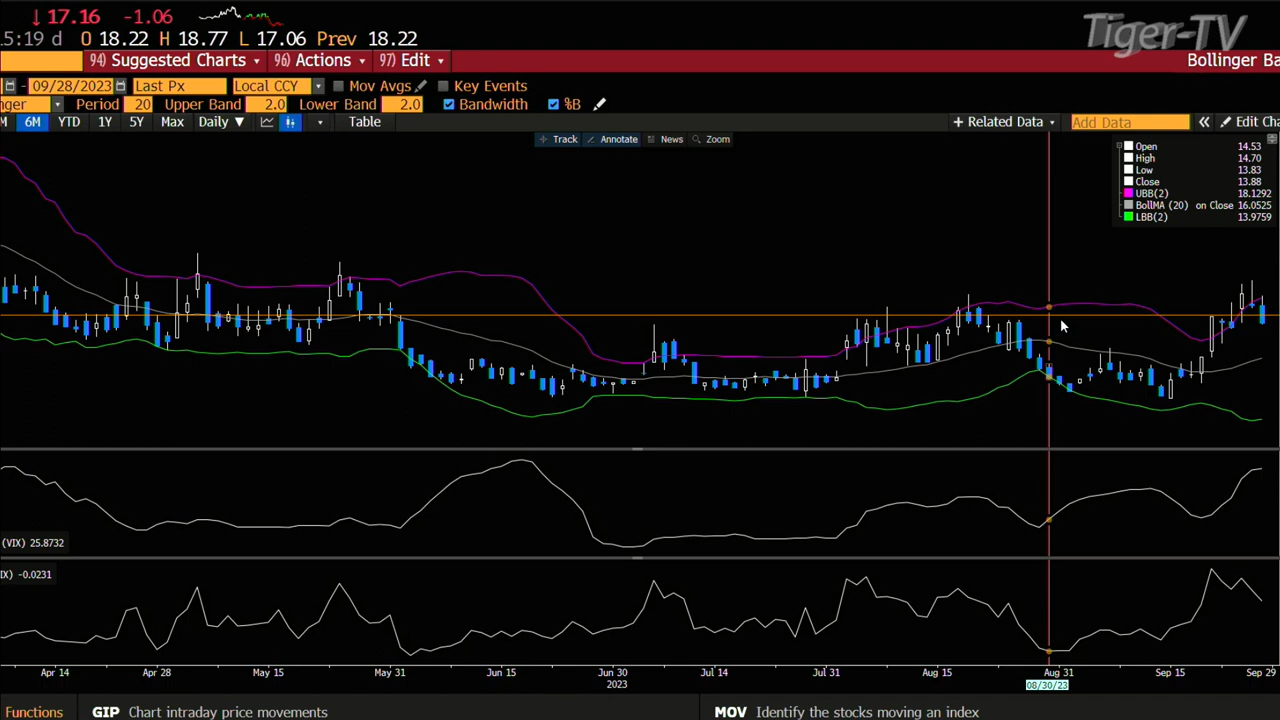 ↓17.16 -1.06
5:19 d O 18.22 H 18.77 L 17.06 Prev 18.22
Tiger-TV
94) Suggested Charts 96) Actions 97) Edit Bollinger Ba
- 09/28/2023 Last Px Local CCY Mov Avgs Key Events
nger Period 20 Upper Band 2.0 Lower Band 2.0 Bandwidth %B
M 6M YTD 1Y 5Y Max Daily ▼ Table + Related Data Add Data « Edit Cha
Track Annotate News Zoom
Open 14.53
High 14.70
Low 13.83
Close 13.88
UBB(2) 18.1292
BollMA (20) on Close 16.0525
LBB(2) 13.9759
(VIX) 25.8732
IX) -0.0231
Apr 14 Apr 28 May 15 May 31 Jun 15 Jun 30 Jul 14 Jul 31 Aug 15 Aug 31 Sep 15 Sep 29
2023 08/30/23
Functions GIP Chart intraday price movements MOV Identify the stocks moving an index